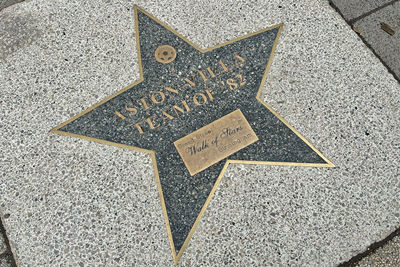 ASTON VILLA
TEAM OF '82
Walk of Stars